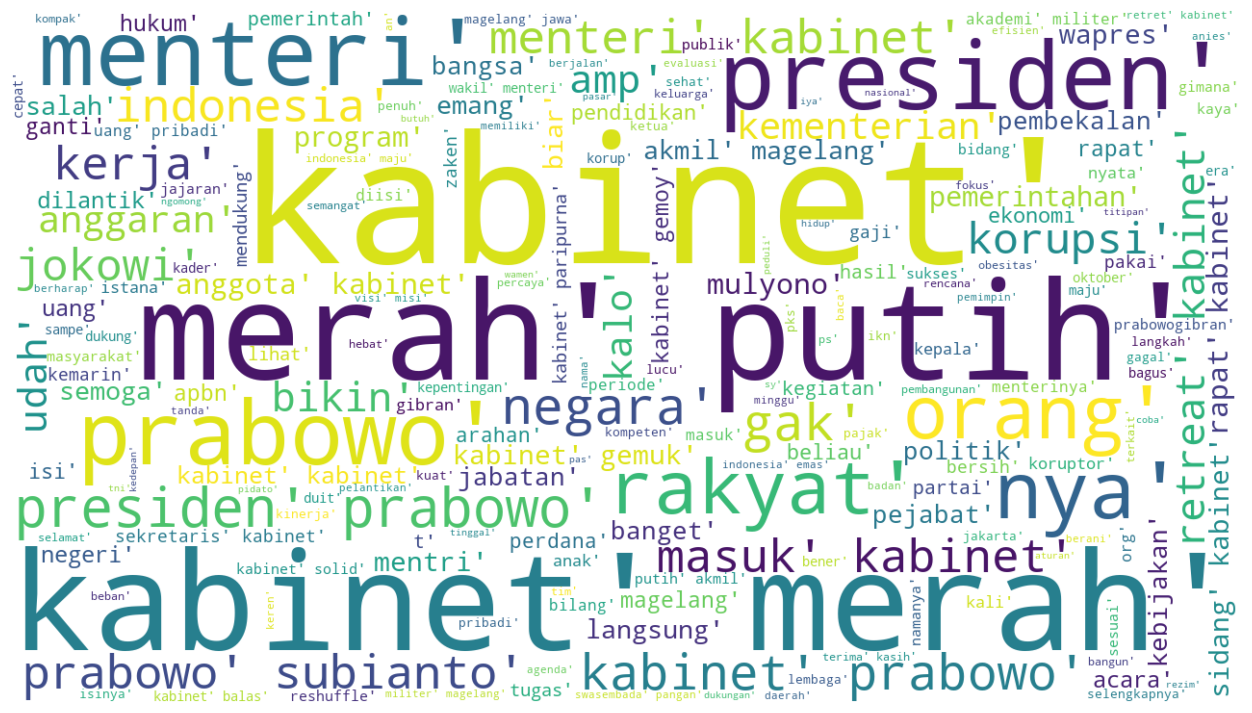 kompak' hukum' pemerintah' magelang' jawa' akademi' militer' retret' kabinet'
menteri' menteri' kabinet' publik' efisien' wapres' anies'
cepat' bangsa' berjalan' evaluasi' presiden' gimana'
salah' indonesia' penuh' wakil' menteri' amp' sehat' keluarga' nasional' kaya'
ganti' uang' pribadi' butuh' emang' pasar' pendidikan' iya' kementerian' pembekalan'
program' memiliki' biar' ketua'
kerja' indonesia' maju' zaken' korup' akmil' magelang' bidang' rapat'
jajaran' diisi' fokus' nyata' era'
dilantik' ngomong' mendukung' semangat' kabinet' gemoy' pemerintahan'
anggaran' hidup' gaji' ekonomi' titipan'
jokowi' kader' paripurna' korupsi' retreat' kabinet'
berharap' istana' anggota' kabinet' wamen' percaya' mulyono' peduli' hasil' sukses' obesitas' pakai'
uang' visi' misi' rencana' oktober'
sampe' dukung' merah' putih' pemimpin' maju'
udah' hebat' kalo' kabinet' pks' ps' baca' ikn' prabowogibran'
masyarakat' lihat' kabinet' kepala' langkah'
kemarin' lucu' gagal'
semoga' apbn' bikin' kepentingan' nama' periode' sy' kegiatan' bagus'
tanda' gibran' minggu' pembangunan' menterinya'
prabowo' negara' gak' orang' coba'
arahan' kompeten' masuk' pajak' politik' terkait'
isi' kabinet' pas' gemuk' beliau'
kabinet' kabinet' kuat' jabatan' indonesia' emas' bersih' koruptor'
tni' kedepan' pidato' pelantikan' rakyat' badan' partai' nya'
presiden' kinerja' duit' prabowo' banget' pejabat'
selamat' sekretaris' kabinet' t' tinggal' perdana' jakarta' berani'
negeri' mentri' anak' masuk' kabinet' bener' aturan' org'
kabinet' kabinet' solid' putih' akmil' merah' rapat' kabinet'
beban' keren' tim' bilang' magelang' kali' namanya' sesuai' kebijakan' sidang' kabinet'
pribadi' langsung'
prabowo' subianto' kabinet' prabowo' terima' kasih' bangun'
agenda' lembaga' acara' rezim'
isinya' kabinet' balas' reshuffle' militer' magelang' tugas' swasembada' pangan' dukungan' daerah' selengkapnya'